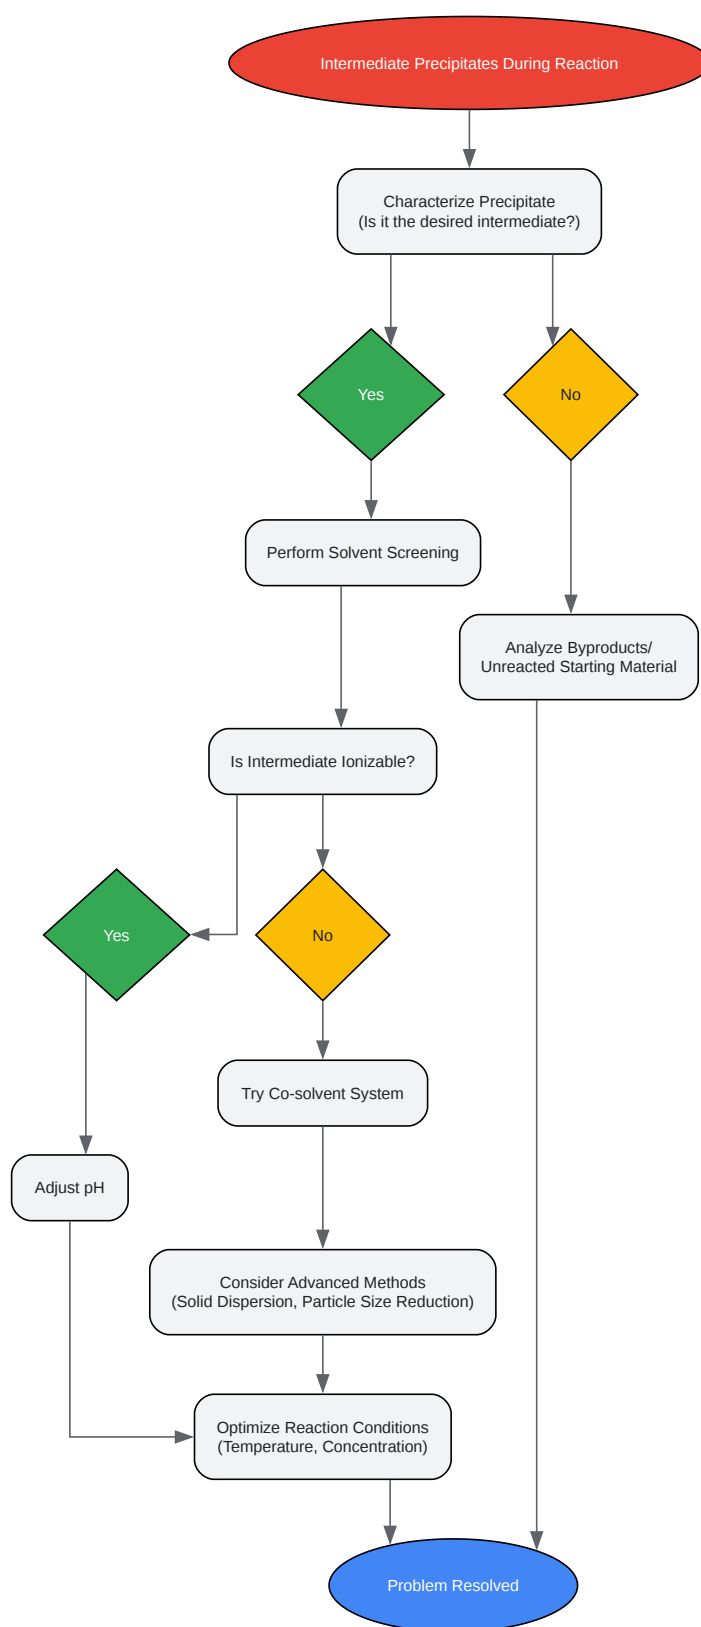 Intermediate Precipitates During Reaction
Characterize Precipitate
(Is it the desired intermediate?)
Yes
No
Perform Solvent Screening
Analyze Byproducts/
Unreacted Starting Material
Is Intermediate Ionizable?
Yes
No
Try Co-solvent System
Adjust pH
Consider Advanced Methods
(Solid Dispersion, Particle Size Reduction)
Optimize Reaction Conditions
(Temperature, Concentration)
Problem Resolved